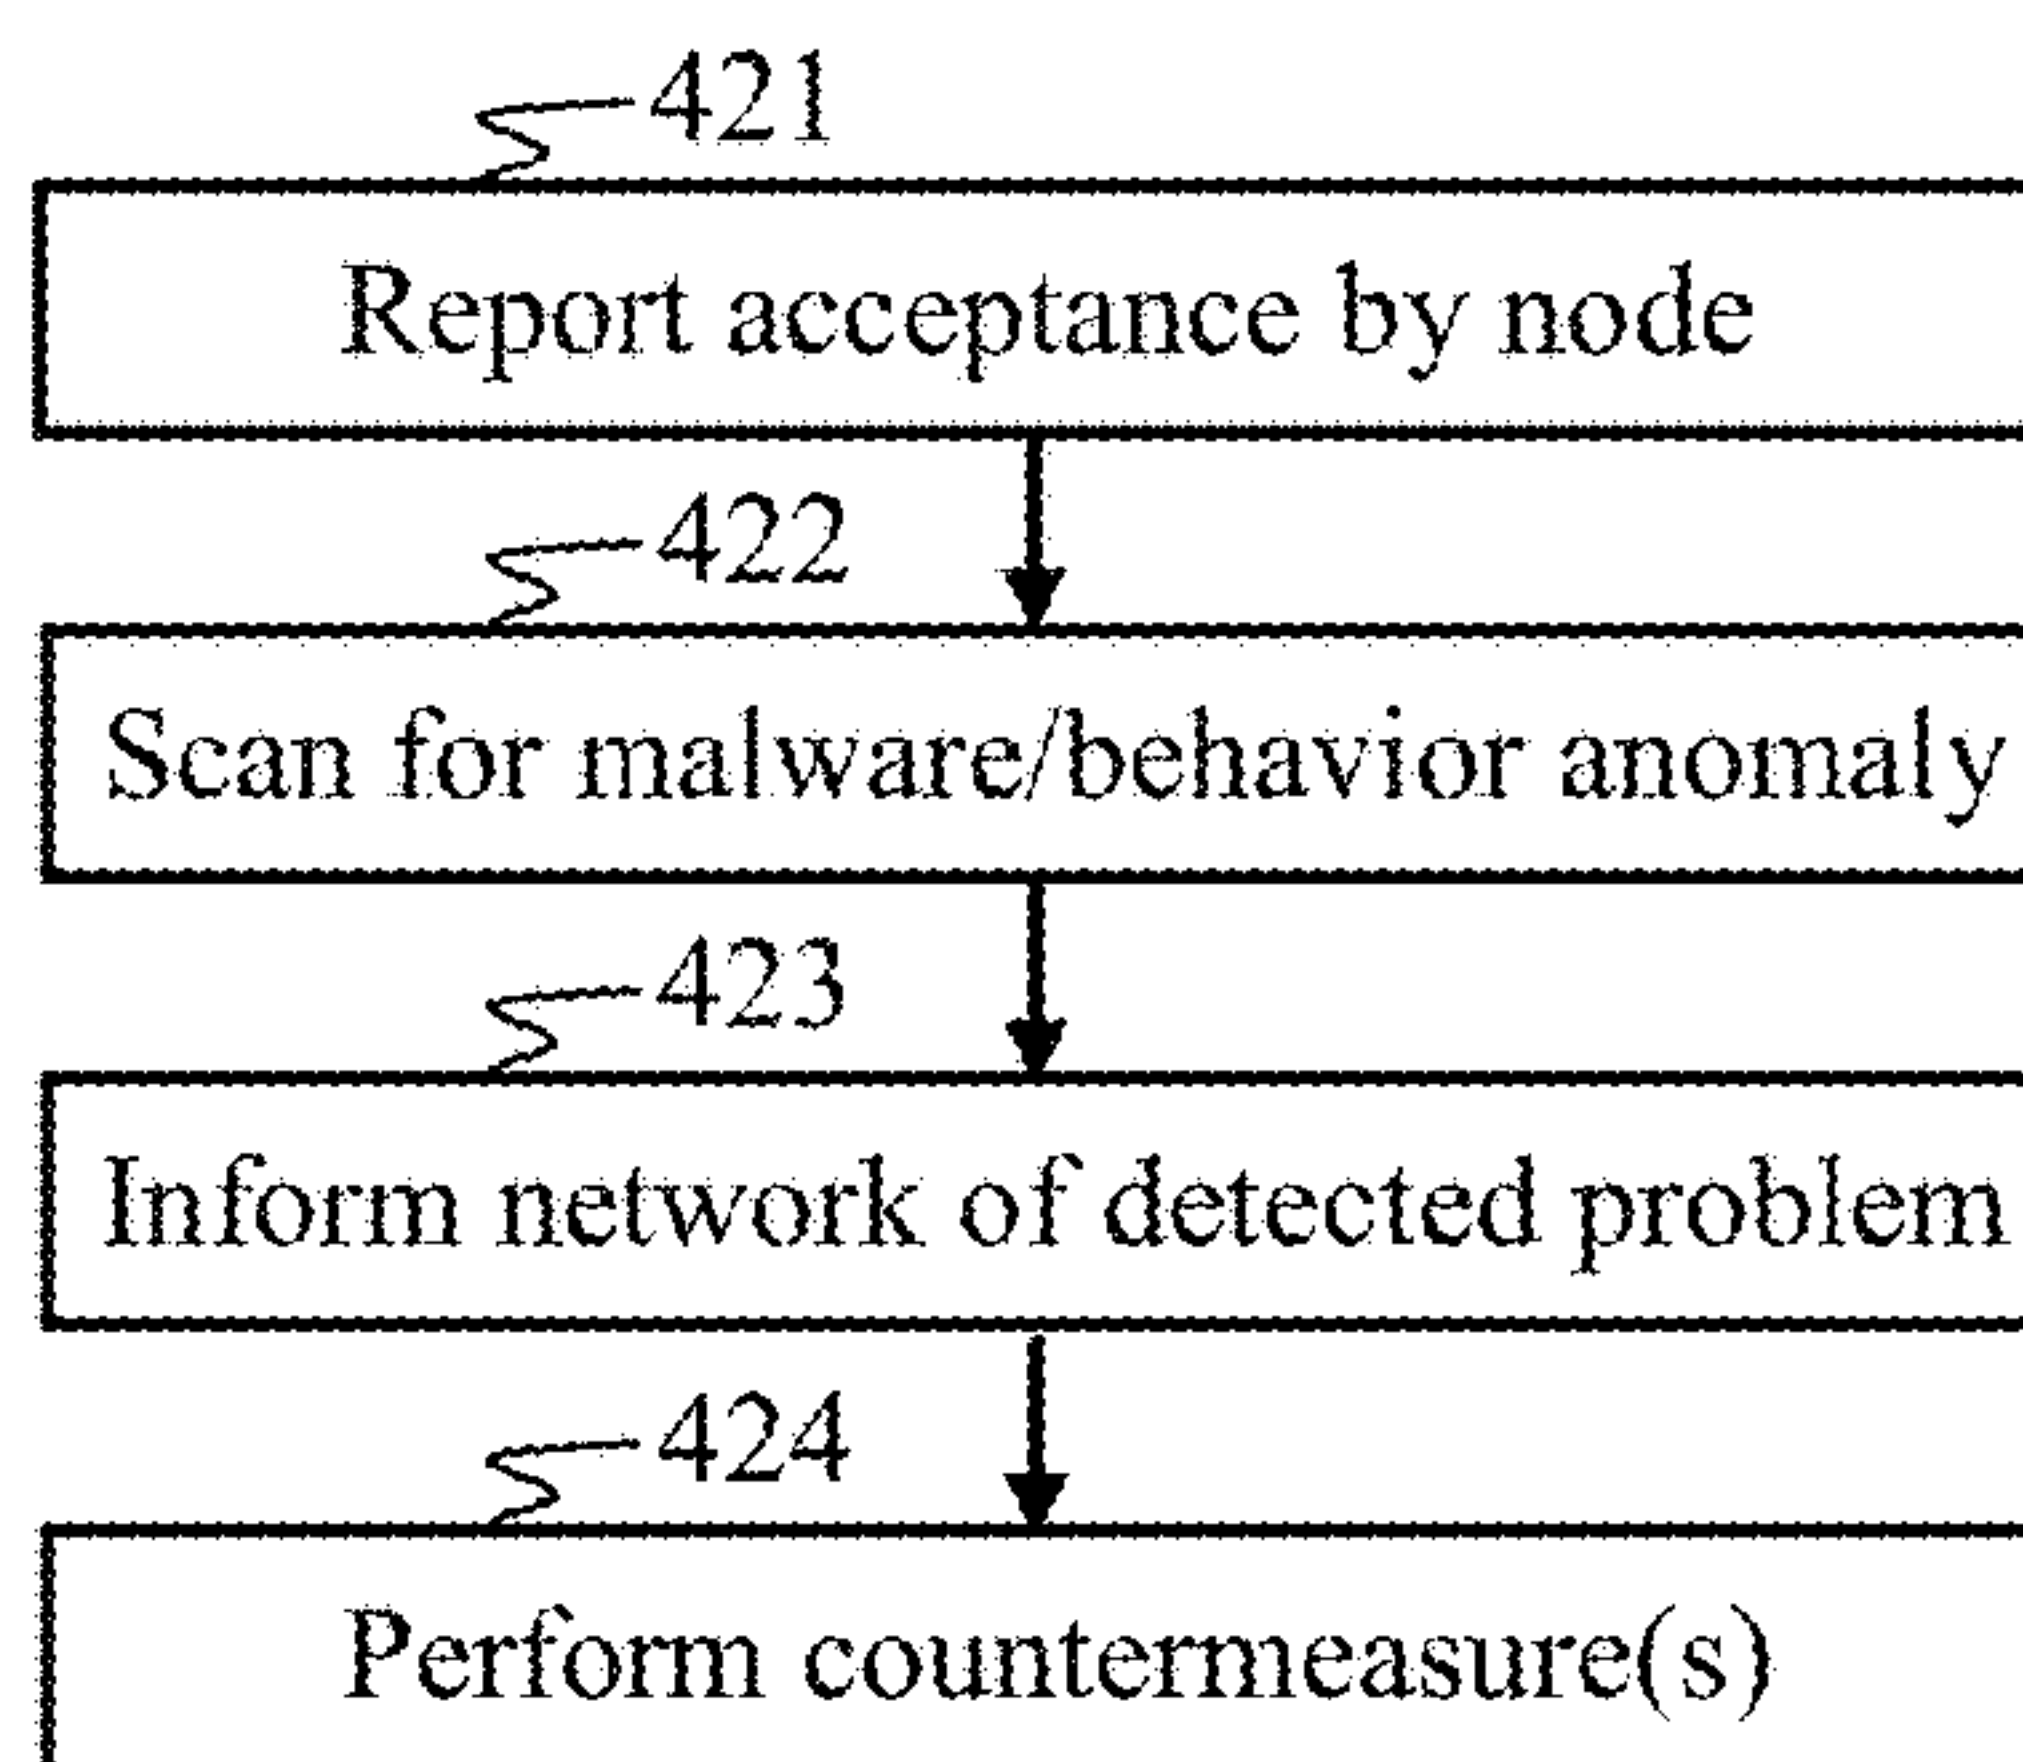 421
Report acceptance by node
422
Scan for malware/behavior anomaly
423
Inform network of detected problem
424
Perform countermeasure(s)